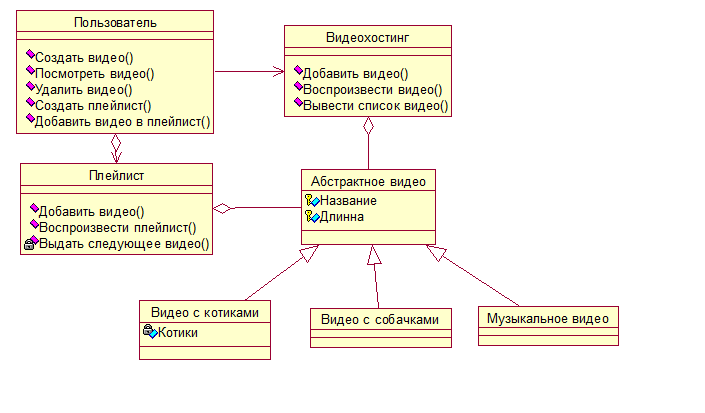 Пользователь
Создать видео()
Посмотреть видео()
Удалить видео()
Создать плейлист()
Добавить видео в плейлист()
Видеохостинг
Добавить видео()
Воспроизвести видео()
Вывести список видео()
Плейлист
Добавить видео()
Воспроизвести плейлист()
Выдать следующее видео()
Абстрактное видео
Название
Длинна
Видео с котиками
Котики
Видео с собачками
Музыкальное видео